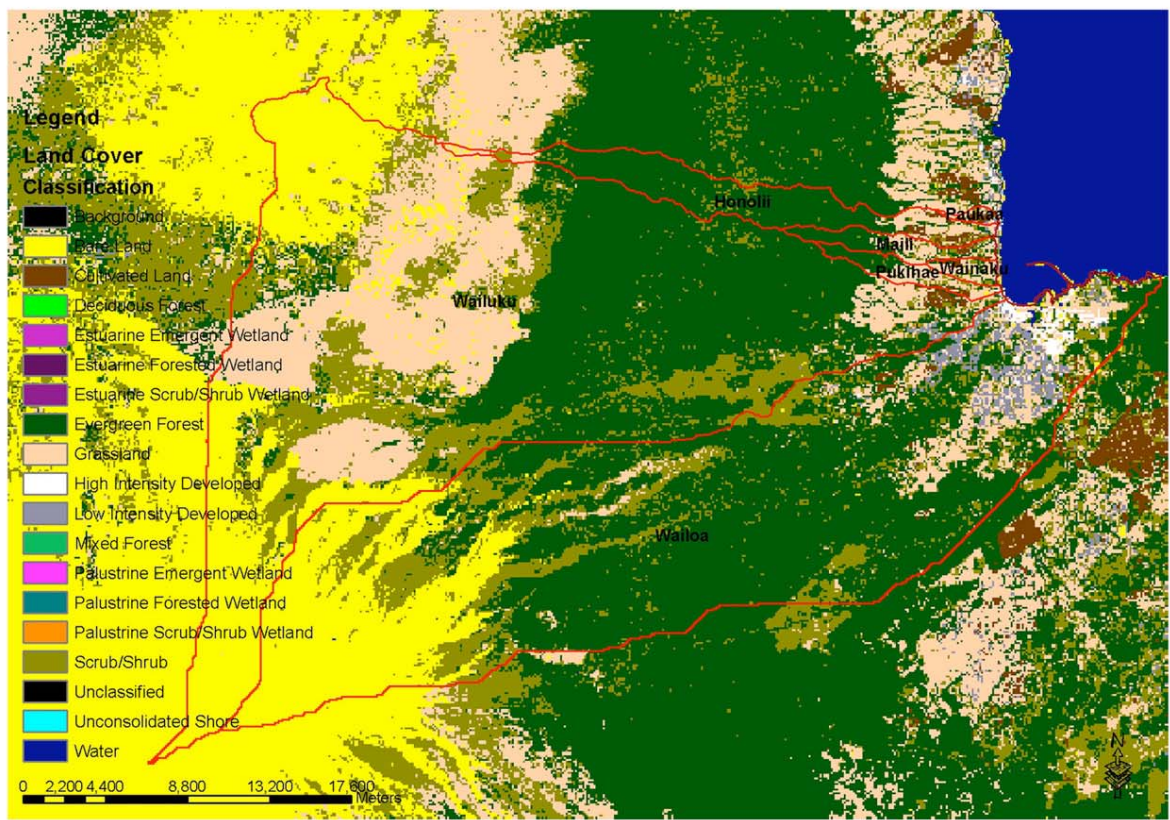 Legend
Land Cover
Classification
Background
Bare Land
Cultivated Land
Deciduous Forest
Estuarine Emergent Wetland
Estuarine Forested Wetland
Estuarine Scrub/Shrub Wetland
Evergreen Forest
Grassland
High Intensity Developed
Low Intensity Developed
Mixed Forest
Palustrine Emergent Wetland
Palustrine Forested Wetland
Palustrine Scrub/Shrub Wetland
Scrub/Shrub
Unclassified
Unconsolidated Shore
Water
0 2,200 4,400 8,800 13,200 17,600
Meters
Honolii
Paukaa
Maili
Pukihae Wainaku
Wailuku
Wailoa
N